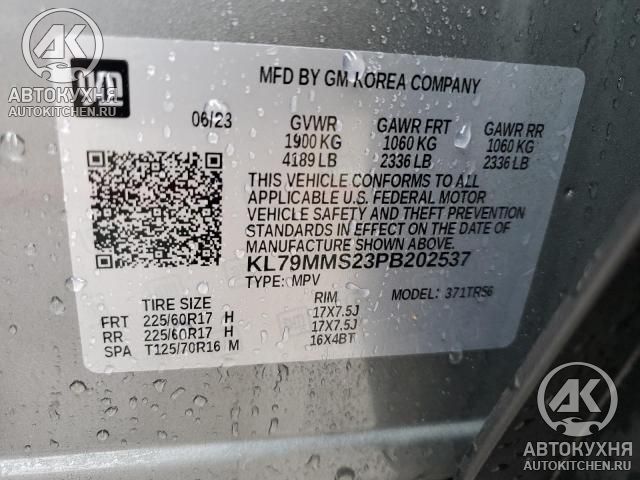 AK
АВТОКУХНЯ
AUTOKITCHEN.RU
GM
MFD BY GM KOREA COMPANY
06/23
GVWR GAWR FRT GAWR RR
1900 KG 1060 KG 1060 KG
4189 LB 2336 LB 2336 LB
THIS VEHICLE CONFORMS TO ALL
APPLICABLE U.S. FEDERAL MOTOR
VEHICLE SAFETY AND THEFT PREVENTION
STANDARDS IN EFFECT ON THE DATE OF
MANUFACTURE SHOWN ABOVE.
KL79MMS23PB202537
TYPE: MPV MODEL: 371TR56
TIRE SIZE RIM
FRT 225/60R17 H 17X7.5J
RR 225/60R17 H 17X7.5J
SPA T125/70R16 M 16X4BT
AK
АВТОКУХНЯ
AUTOKITCHEN.RU